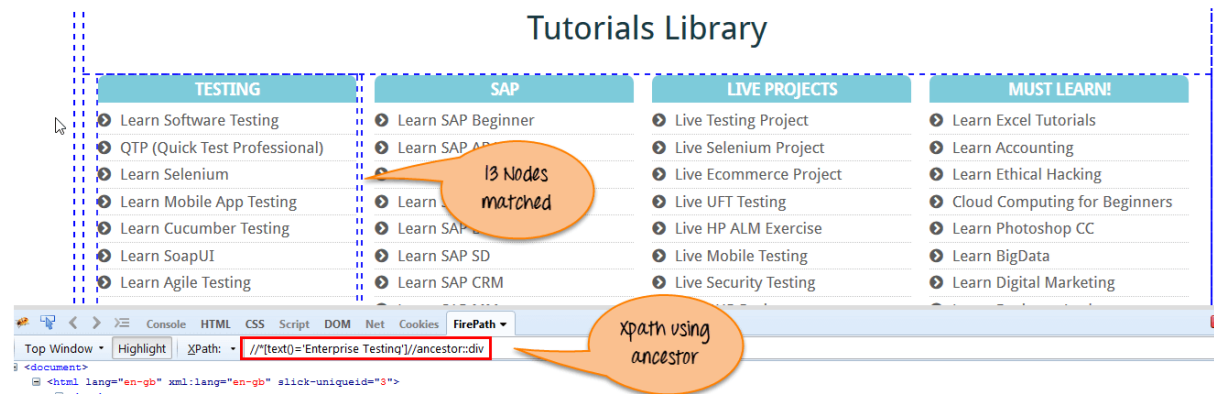 Tutorials Library
TESTING
Learn Software Testing
QTP (Quick Test Professional)
Learn Selenium
Learn Mobile App Testing
Learn Cucumber Testing
Learn SoapUI
Learn Agile Testing
SAP
Learn SAP Beginner
Learn SAP
Learn
Learn SAP
Learn SAP SD
Learn SAP CRM
13 Nodes
matched
LIVE PROJECTS
Live Testing Project
Live Selenium Project
Live Ecommerce Project
Live UFT Testing
Live HP ALM Exercise
Live Mobile Testing
Live Security Testing
MUST LEARN!
Learn Excel Tutorials
Learn Accounting
Learn Ethical Hacking
Cloud Computing for Beginners
Learn Photoshop CC
Learn BigData
Learn Digital Marketing
Console HTML CSS Script DOM Net Cookies FirePath
Top Window Highlight XPath: //*[text()='Enterprise Testing']//ancestor::div
Xpath using
ancestor
<document>
<html lang="en-gb" xml:lang="en-gb" slick-uniqueid="3">